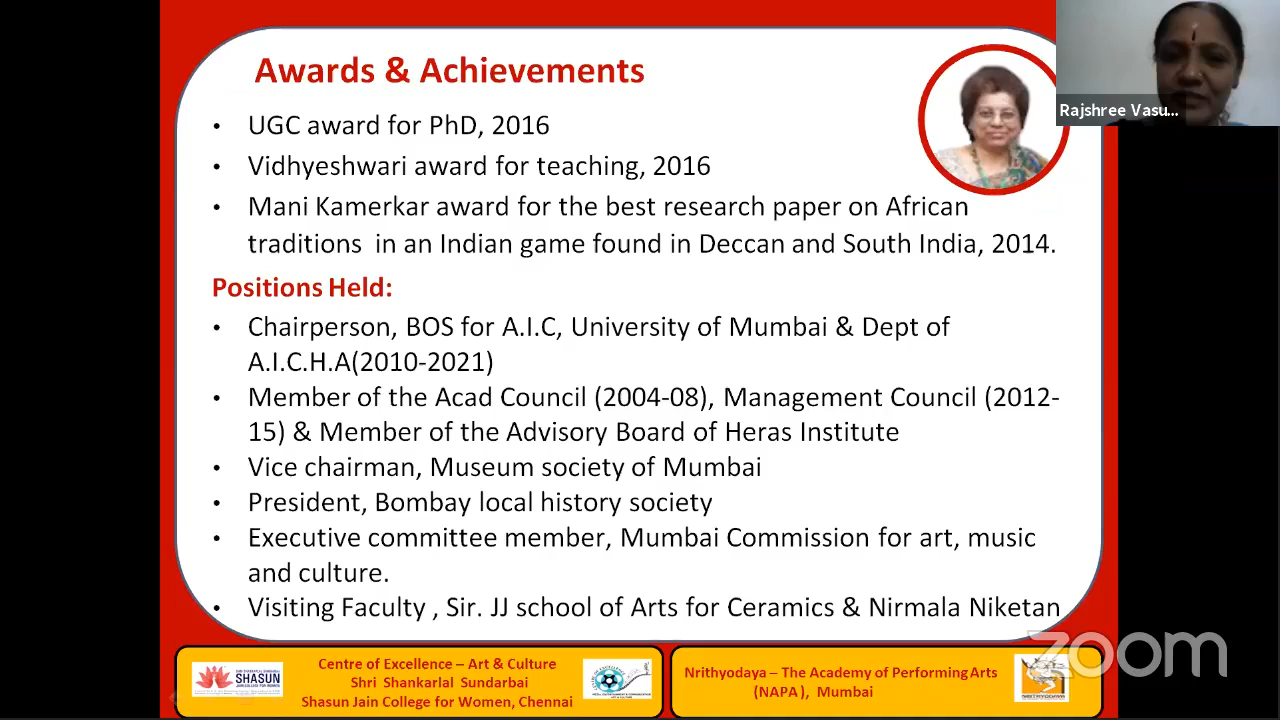 Awards & Achievements
• UGC award for PhD, 2016
• Vidhyeshwari award for teaching, 2016
• Mani Kamerkar award for the best research paper on African
traditions in an Indian game found in Deccan and South India, 2014.
Positions Held:
• Chairperson, BOS for A.I.C, University of Mumbai & Dept of
A.I.C.H.A(2010-2021)
• Member of the Acad Council (2004-08), Management Council (2012-
15) & Member of the Advisory Board of Heras Institute
• Vice chairman, Museum society of Mumbai
• President, Bombay local history society
• Executive committee member, Mumbai Commission for art, music
and culture.
• Visiting Faculty , Sir. JJ school of Arts for Ceramics & Nirmala Niketan
Rajshree Vasu...
zoom
SHASUN
Centre of Excellence – Art & Culture
Shri Shankarlal Sundarbai
Shasun Jain College for Women, Chennai
Nrithyodaya – The Academy of Performing Arts
(NAPA ), Mumbai